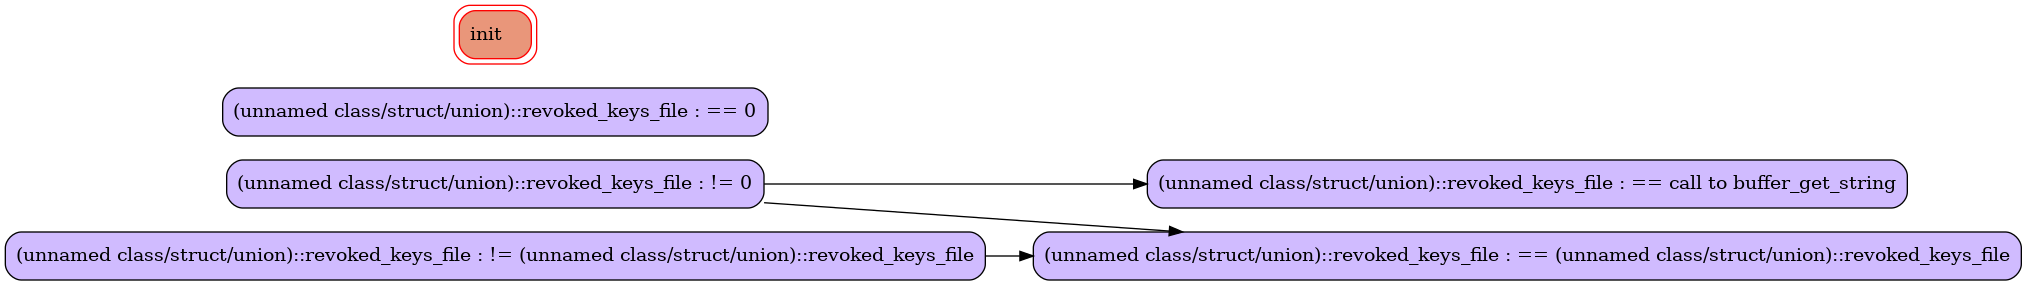 init
(unnamed class/struct/union)::revoked_keys_file : == 0
(unnamed class/struct/union)::revoked_keys_file : != 0
(unnamed class/struct/union)::revoked_keys_file : == call to buffer_get_string
(unnamed class/struct/union)::revoked_keys_file : != (unnamed class/struct/union)::revoked_keys_file
(unnamed class/struct/union)::revoked_keys_file : == (unnamed class/struct/union)::revoked_keys_file